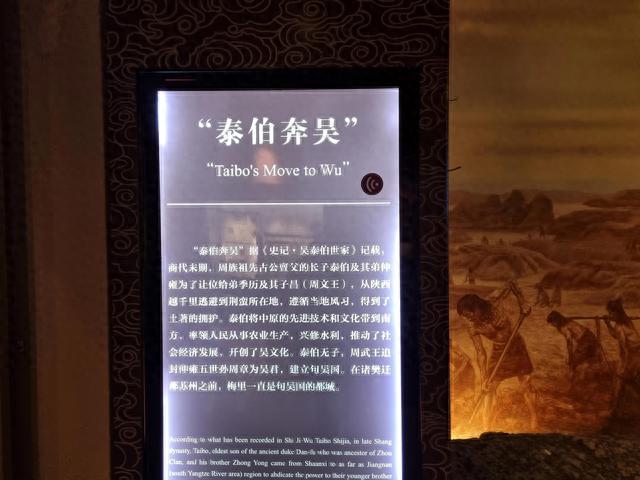 “泰伯奔吴”
“Taibo's Move to Wu”
“泰伯奔吴”据《史记·吴泰伯世家》记载，
商代末期，周族祖先古公亶父的长子泰伯及其弟仲
雍为了让位给弟季历及其子昌（周文王），从陕西
越千里逃避到荆蛮所在地，遵循当地风习，得到了
土著的拥护。泰伯将中原的先进技术和文化带到南
方，率领人民从事农业生产，兴修水利，推动了社
会经济发展，开创了吴文化。泰伯无子，周武王追
封仲雍五世孙周章为吴君，建立句吴国。在诸樊迁
都苏州之前，梅里一直是句吴国的都城。
According to what has been recorded in Shi Ji-Wu Taibo Shijia, in late Shang
dynasty, Taibo, oldest son of the ancient duke Dan-fu who was ancestor of Zhou
Clan, and his brother Zhong Yong came from Shaanxi to as far as Jiangnan
(south Yangtze River area) region to abdicate the power to their younger brother